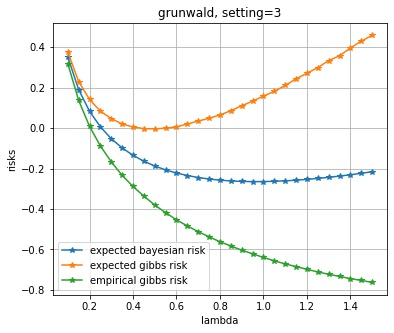 grunwald, setting=3
risks
0.4
0.2
0.0
-0.2
-0.4
-0.6
-0.8
expected bayesian risk
expected gibbs risk
empirical gibbs risk
0.2 0.4 0.6 0.8 1.0 1.2 1.4
lambda